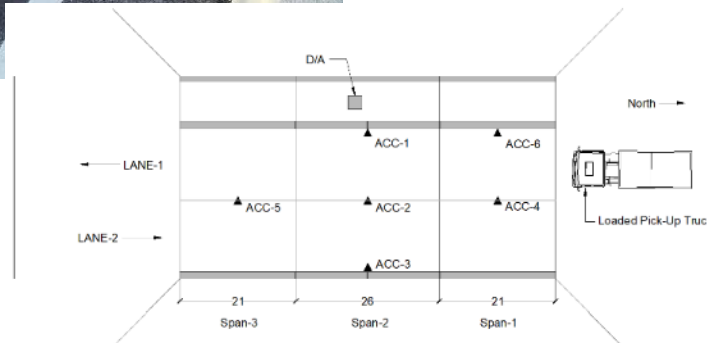 D/A
North
ACC-1
ACC-6
LANE-1
ACC-5
ACC-2
ACC-4
Loaded Pick-Up Truc
LANE-2
ACC-3
21
26
21
Span-3
Span-2
Span-1